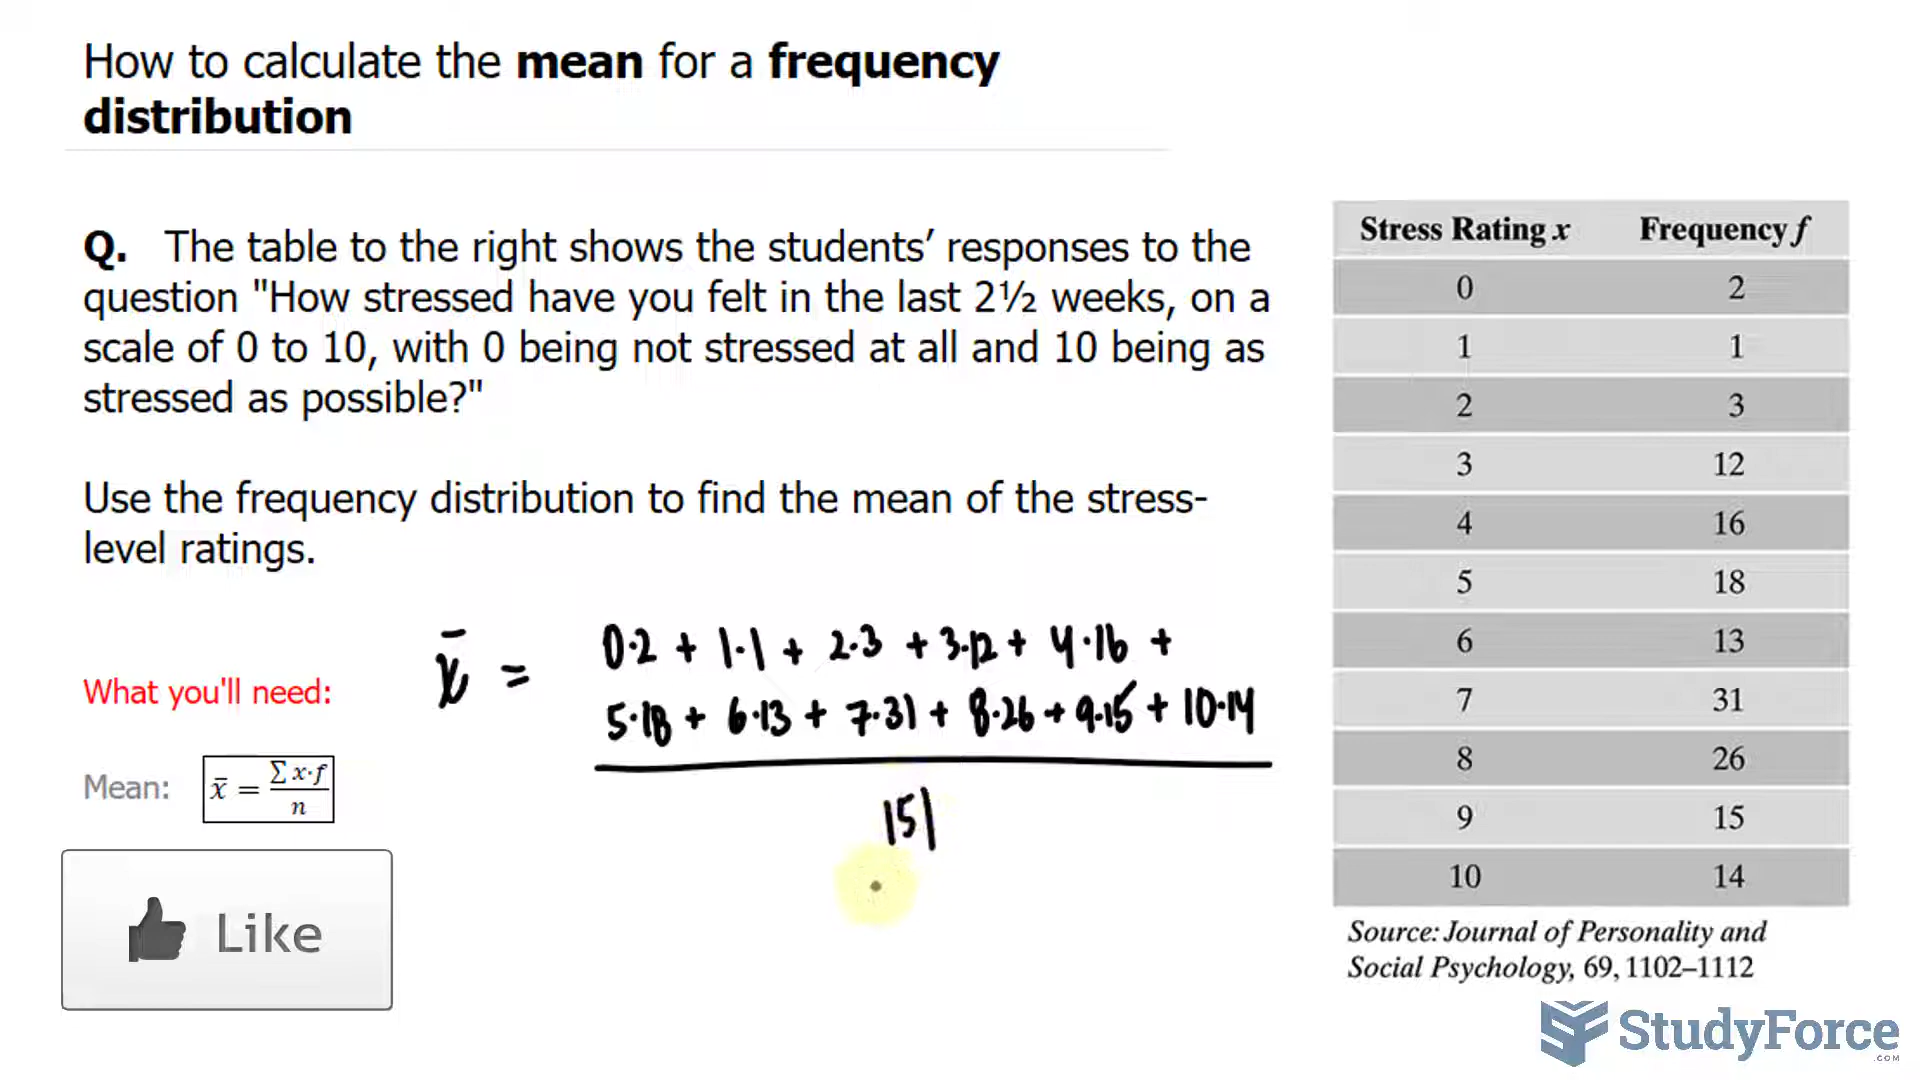 How to calculate the mean for a frequency
distribution
Q. The table to the right shows the students' responses to the
question "How stressed have you felt in the last 2½ weeks, on a
scale of 0 to 10, with 0 being not stressed at all and 10 being as
stressed as possible?"
Use the frequency distribution to find the mean of the stress-
level ratings.
What you'll need:
Mean: x̄ = ∑ x·f / n
x̄ =
0·2 + 1·1 + 2·3 + 3·12 + 4·16 +
5·18 + 6·13 + 7·31 + 8·26 + 9·15 + 10·14
151
Like
Stress Rating x Frequency f
0 2
1 1
2 3
3 12
4 16
5 18
6 13
7 31
8 26
9 15
10 14
Source: Journal of Personality and
Social Psychology, 69, 1102–1112
StudyForce
.COM